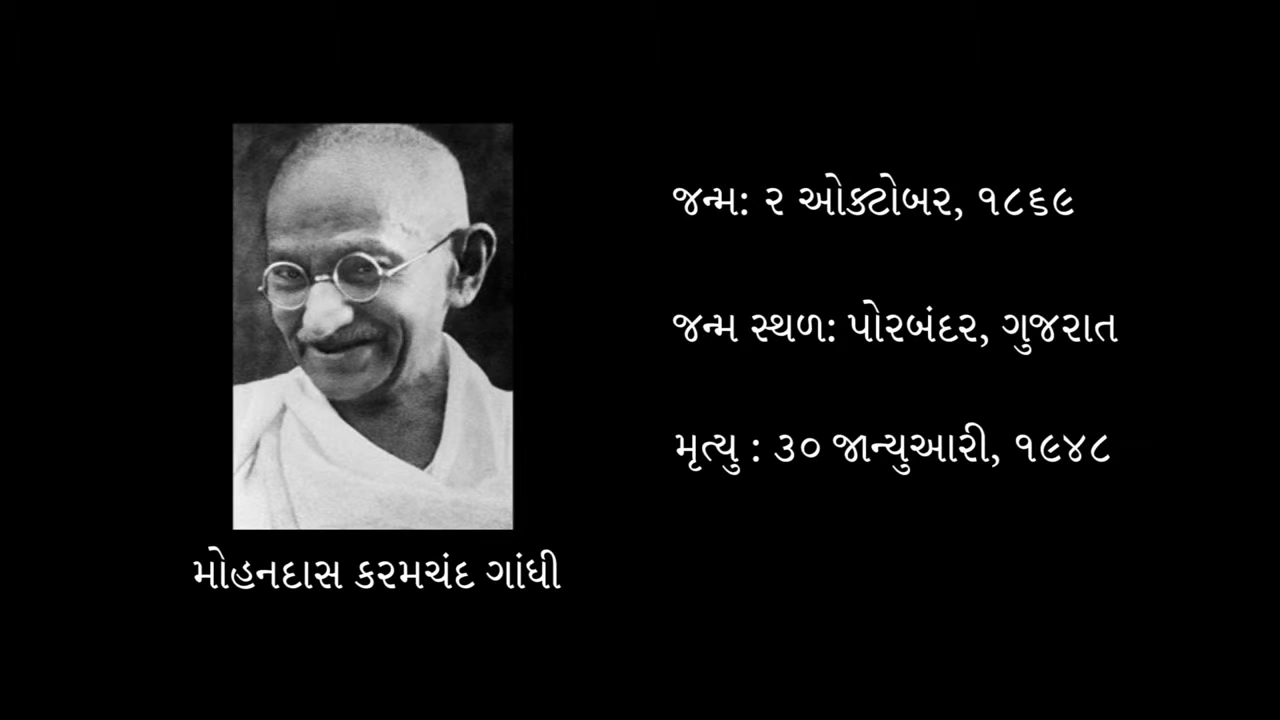 જન્મ: ૨ ઓક્ટોબર, ૧૮૬૯
જન્મ સ્થળ: પોરબંદર, ગુજરાત
મૃત્યુ : ૩૦ જાન્યુઆરી, ૧૯૪૮
મોહનદાસ કરમચંદ ગાંધી